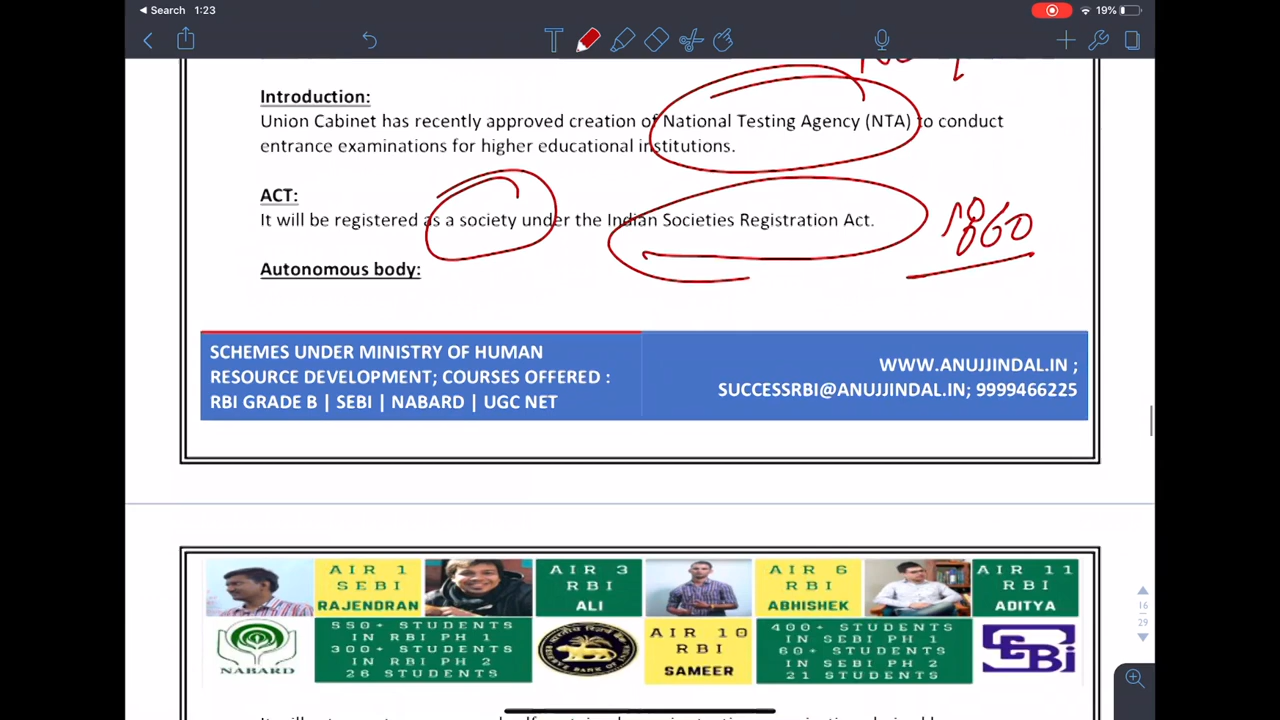 Search 1:23
19%
T
Introduction:
Union Cabinet has recently approved creation of National Testing Agency (NTA) to conduct
entrance examinations for higher educational institutions.
ACT:
It will be registered as a society under the Indian Societies Registration Act.
1860
Autonomous body:
SCHEMES UNDER MINISTRY OF HUMAN
RESOURCE DEVELOPMENT; COURSES OFFERED :
RBI GRADE B | SEBI | NABARD | UGC NET
WWW.ANUJJINDAL.IN ;
SUCCESSRBI@ANUJJINDAL.IN; 9999466225
AIR 1
SEBI
RAJENDRAN
AIR 3
RBI
ALI
AIR 6
RBI
ABHISHEK
AIR 11
RBI
ADITYA
16
29
NABARD
550+ STUDENTS
IN RBI PH 1
300+ STUDENTS
IN RBI PH 2
26 STUDENTS
AIR 10
RBI
SAMEER
400+ STUDENTS
IN SEBI PH 1
60+ STUDENTS
IN SEBI PH 2
21 STUDENTS
SEBI